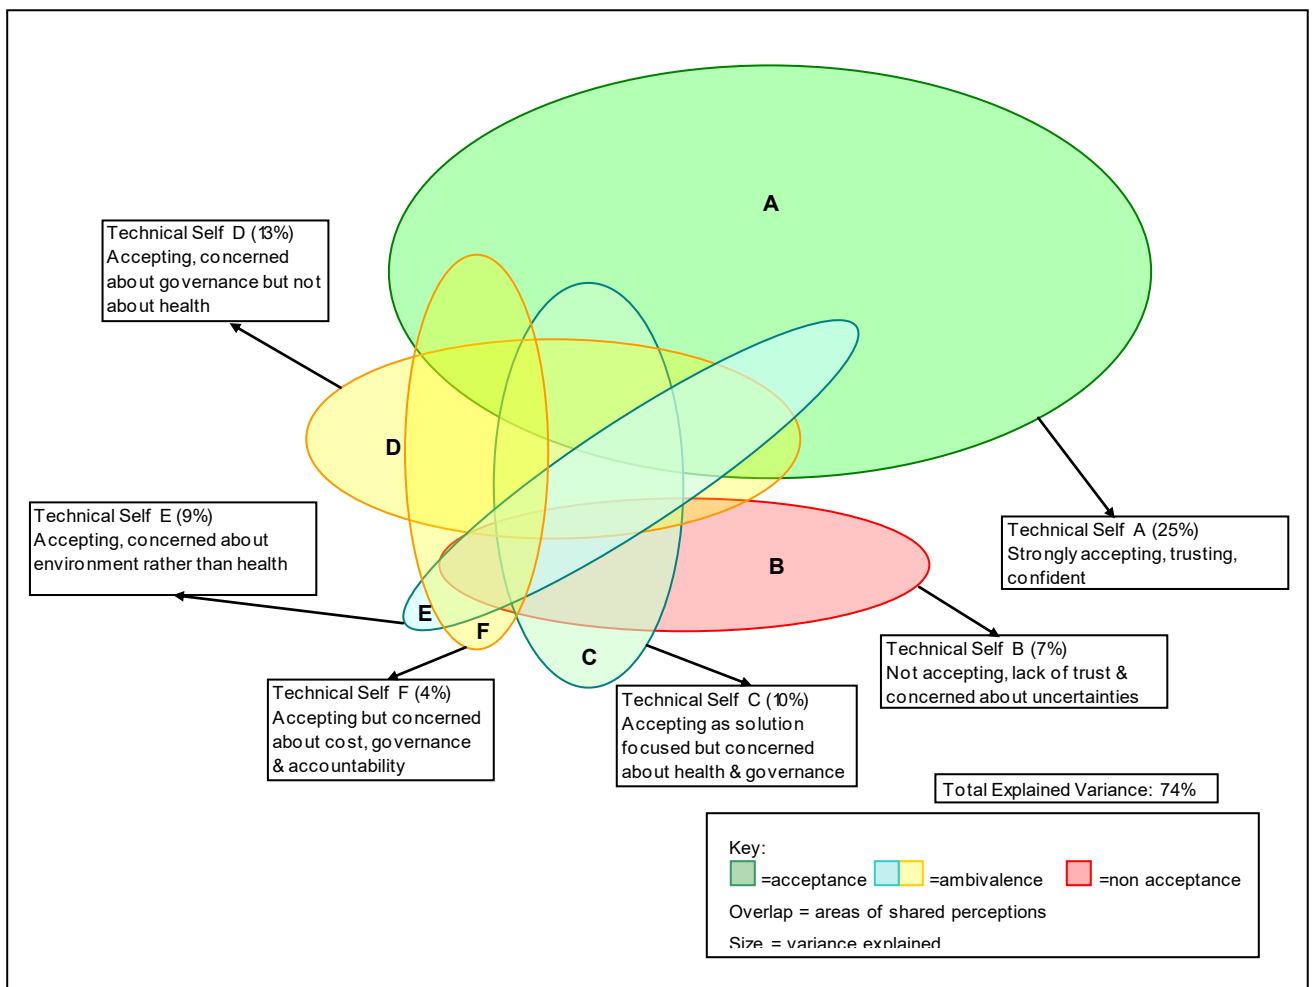 A
Technical Self D (13%)
Accepting, concerned
about governance but not
about health
D
Technical Self E (9%)
Accepting, concerned about
environment rather than health
Technical Self A (25%)
Strongly accepting, trusting,
confident
B
E
F
C
Technical Self B (7%)
Not accepting, lack of trust &
concerned about uncertainties
Technical Self F (4%)
Accepting but concerned
about cost, governance
& accountability
Technical Self C (10%)
Accepting as solution
focused but concerned
about health & governance
Total Explained Variance: 74%
Key:
=acceptance =ambivalence =non acceptance
Overlap = areas of shared perceptions
Size = variance explained